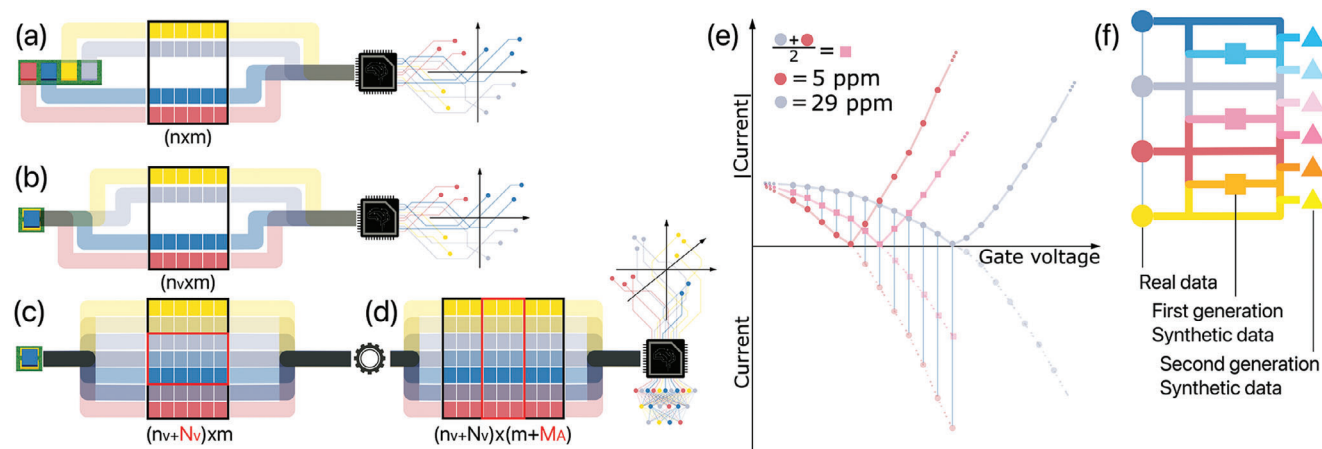 (a)
(nxm)
(b)
(nvxm)
(c)
(nv+Nv)xm
(d)
(nv+Nv)x(m+MA)
(e)
+
2
=
= 5 ppm
= 29 ppm
|Current|
Gate voltage
Current
(f)
Real data
First generation
Synthetic data
Second generation
Synthetic data